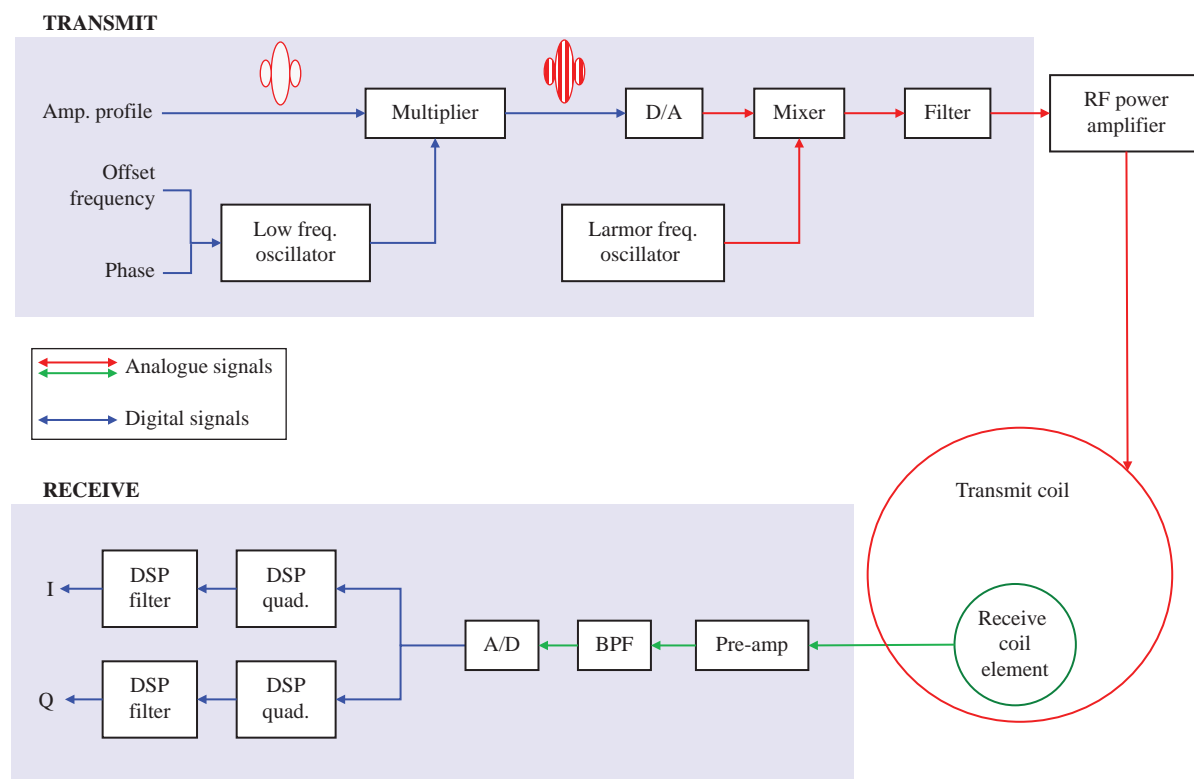 TRANSMIT
Amp. profile
Multiplier
D/A
Mixer
Filter
RF power
amplifier
Offset
frequency
Phase
Low freq.
oscillator
Larmor freq.
oscillator
Analogue signals
Digital signals
Transmit coil
Receive
coil
element
RECEIVE
I
DSP
filter
DSP
quad.
A/D
BPF
Pre-amp
Q
DSP
filter
DSP
quad.